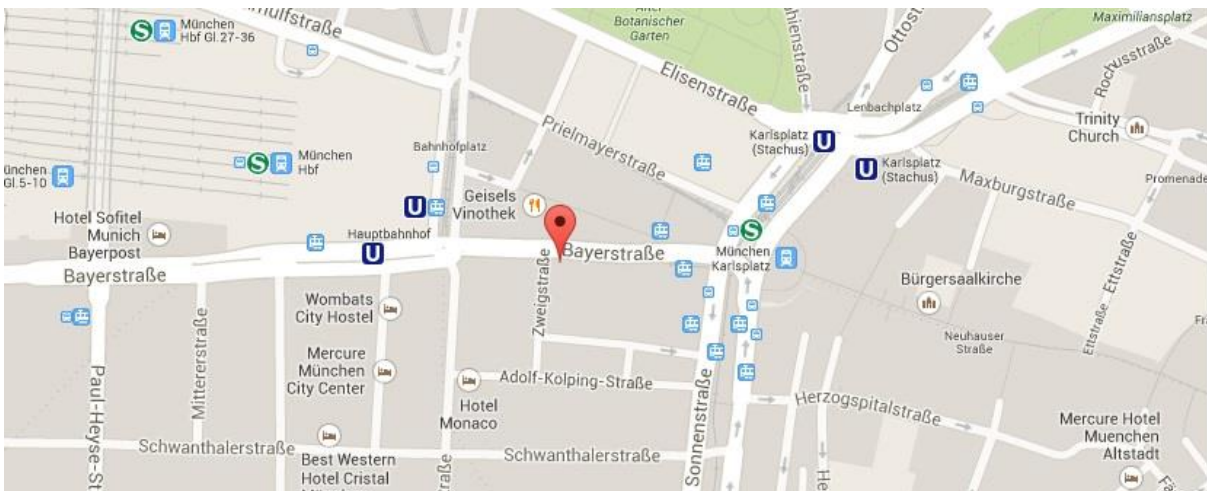 Alter
Botanischer
Garten
Maximiliansplatz
München
Hbf Gl.27-36
Ottostr
Rochusstraße
Elisenstraße
Lenbachplatz
Trinity
Church
Prielmayerstraße
Karlsplatz
(Stachus)
Bahnhofplatz
München
Hbf
Karlsplatz
(Stachus)
Gl.5-10
Maxburgstraße
Promenade
Geisels
Vinothek
Hotel Sofitel
Munich
Bayerpost
Hauptbahnhof
Bayerstraße
Bayerstraße
München
Karlsplatz
Bürgersaalkirche
Ettstraße
Ettstraße
Zweigstraße
Wombats
City Hostel
Mittererstraße
Neuhauser
Straße
Mercure
München
City Center
Paul-Heyse-St
Adolf-Kolping-Straße
Hotel
Monaco
Sonnenstraße
Herzogspitalstraße
Mercure Hotel
Muenchen
Altstadt
Schwanthalerstraße
Schwanthalerstraße
Best Western
Hotel Cristal